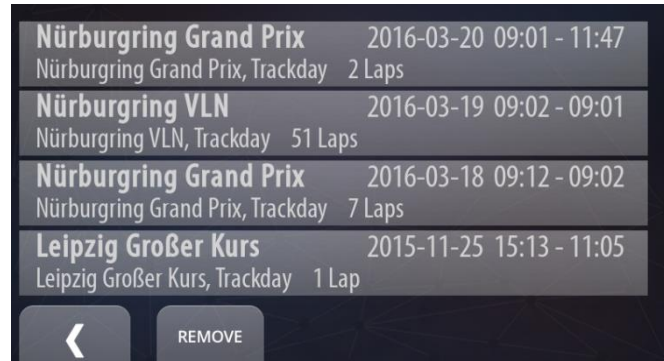 Nürburgring Grand Prix 2016-03-20 09:01 - 11:47
Nürburgring Grand Prix, Trackday 2 Laps
Nürburgring VLN 2016-03-19 09:02 - 09:01
Nürburgring VLN, Trackday 51 Laps
Nürburgring Grand Prix 2016-03-18 09:12 - 09:02
Nürburgring Grand Prix, Trackday 7 Laps
Leipzig Großer Kurs 2015-11-25 15:13 - 11:05
Leipzig Großer Kurs, Trackday 1 Lap
REMOVE